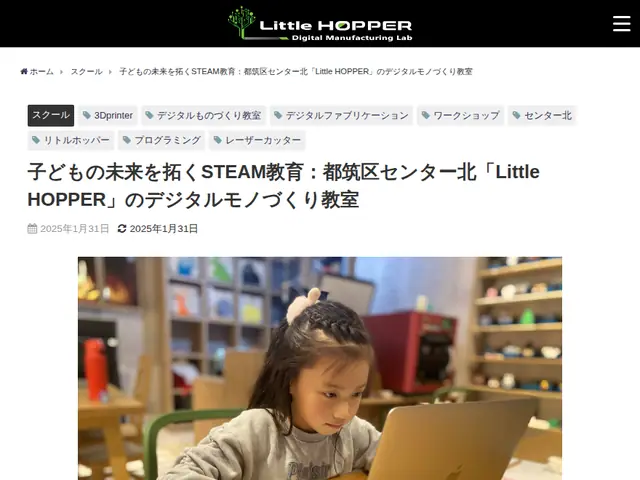 Little HOPPER
Digital Manufacturing Lab
ホーム › スクール › 子どもの未来を拓くSTEAM教育：都筑区センター北「Little HOPPER」のデジタルモノづくり教室
スクール 3Dprinter デジタルものづくり教室 デジタルファブリケーション ワークショップ センター北
リトルホッパー プログラミング レーザーカッター
子どもの未来を拓くSTEAM教育：都筑区センター北「Little
HOPPER」のデジタルモノづくり教室
2025年1月31日 2025年1月31日